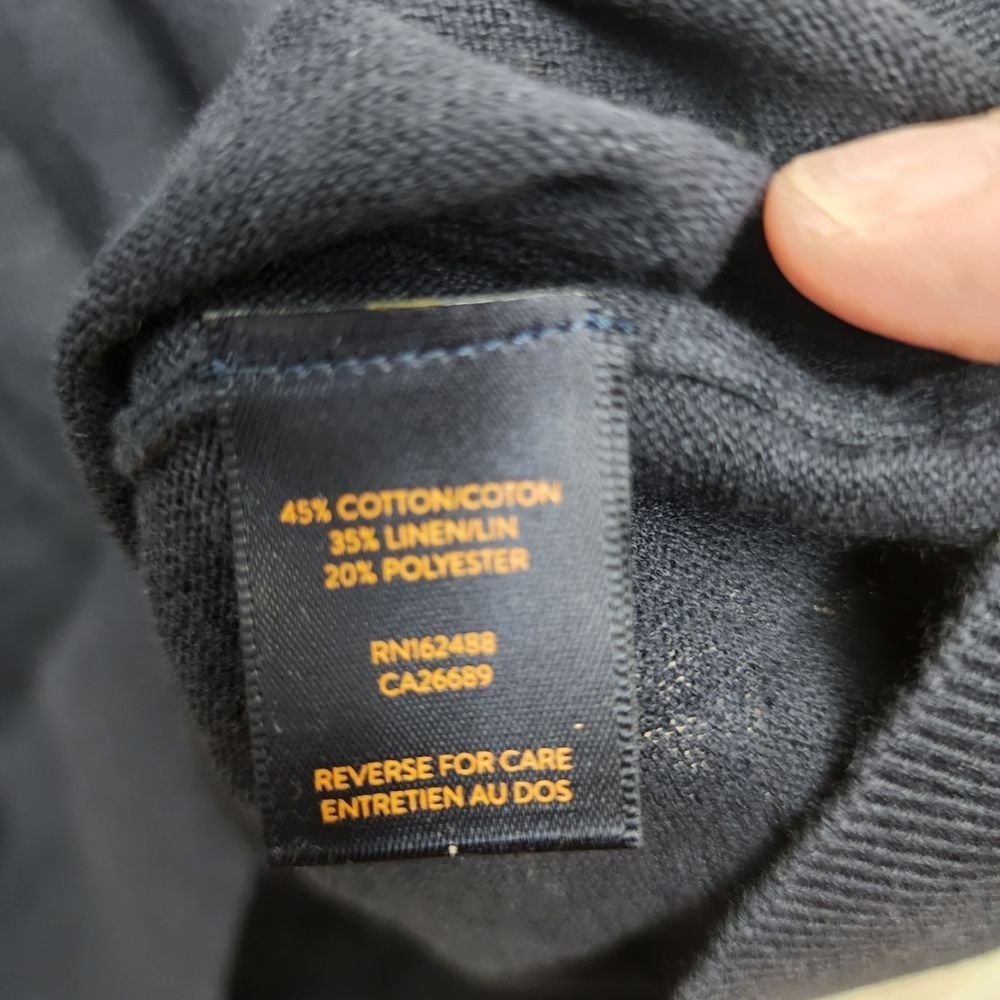 45% COTTON/COTON
35% LINEN/LIN
20% POLYESTER
RN162488
CA26689
REVERSE FOR CARE
ENTRETIEN AU DOS